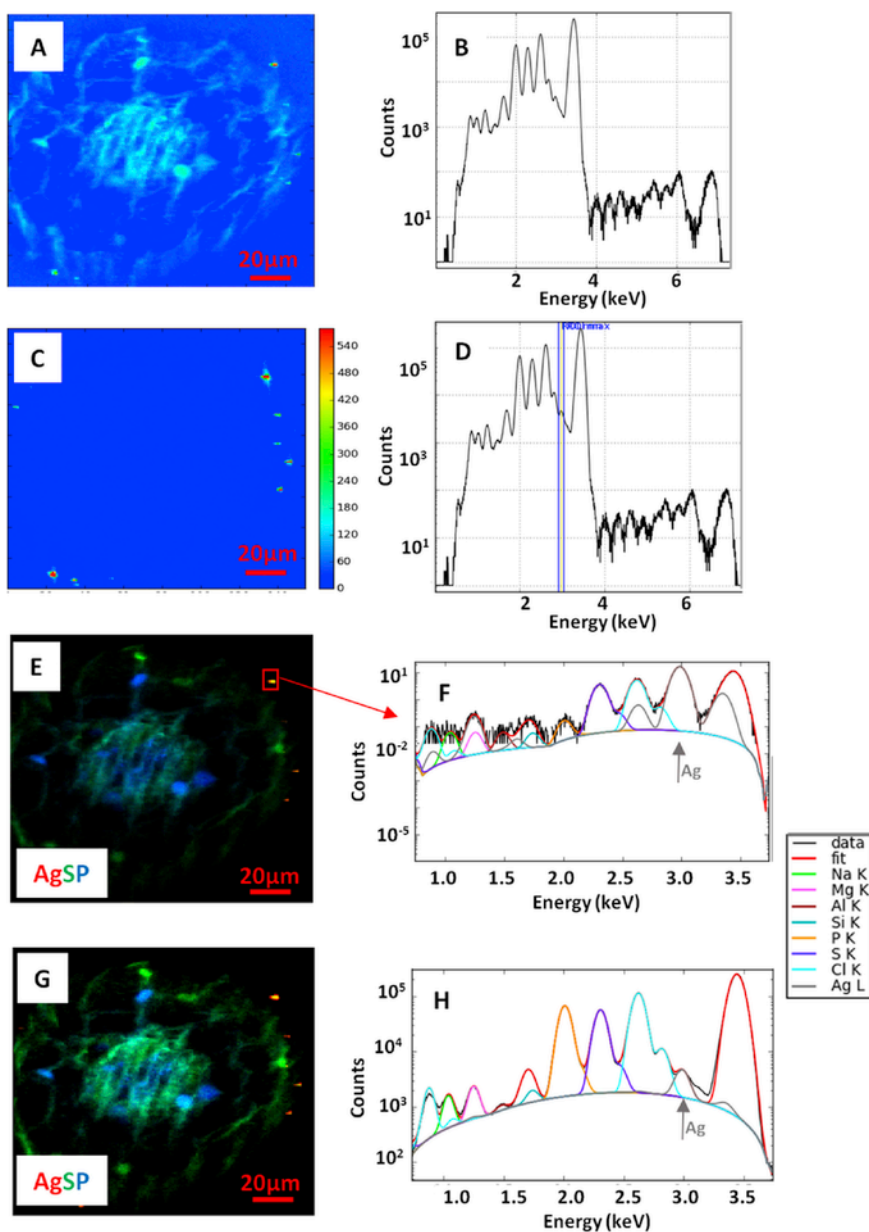 A
20µm
B
Counts
10⁵
10³
10¹
2 4 6
Energy (keV)
C
20µm
540
480
420
360
300
240
180
120
60
0
D
Counts
10⁵
10³
10¹
2 4 6
Energy (keV)
E
AgSP
20µm
F
10¹
10⁻²
10⁻⁵
Counts
Ag
1.0 1.5 2.0 2.5 3.0 3.5
Energy (keV)
data
fit
Na K
Mg K
Al K
Si K
P K
S K
Cl K
Ag L
G
AgSP
20µm
H
Counts
10⁵
10⁴
10³
10²
Ag
1.0 1.5 2.0 2.5 3.0 3.5
Energy (keV)